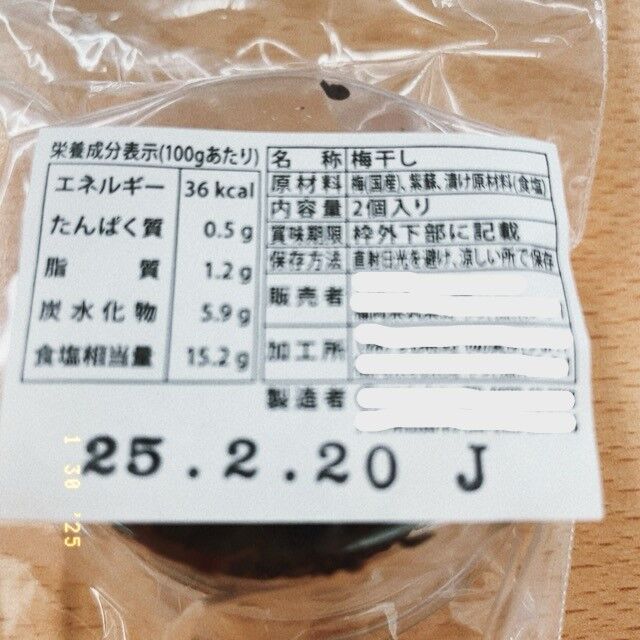 栄養成分表示(100gあたり)
エネルギー 36 kcal
たんぱく質 0.5 g
脂質 1.2 g
炭水化物 5.9 g
食塩相当量 15.2 g
名称 梅干し
原材料 梅(国産)、紫蘇、漬け原材料(食塩)
内容量 2個入り
賞味期限 枠外下部に記載
保存方法 直射日光を避け、涼しい所で保存
販売者
加工所
製造者
25.2.20 J
1 30 '25